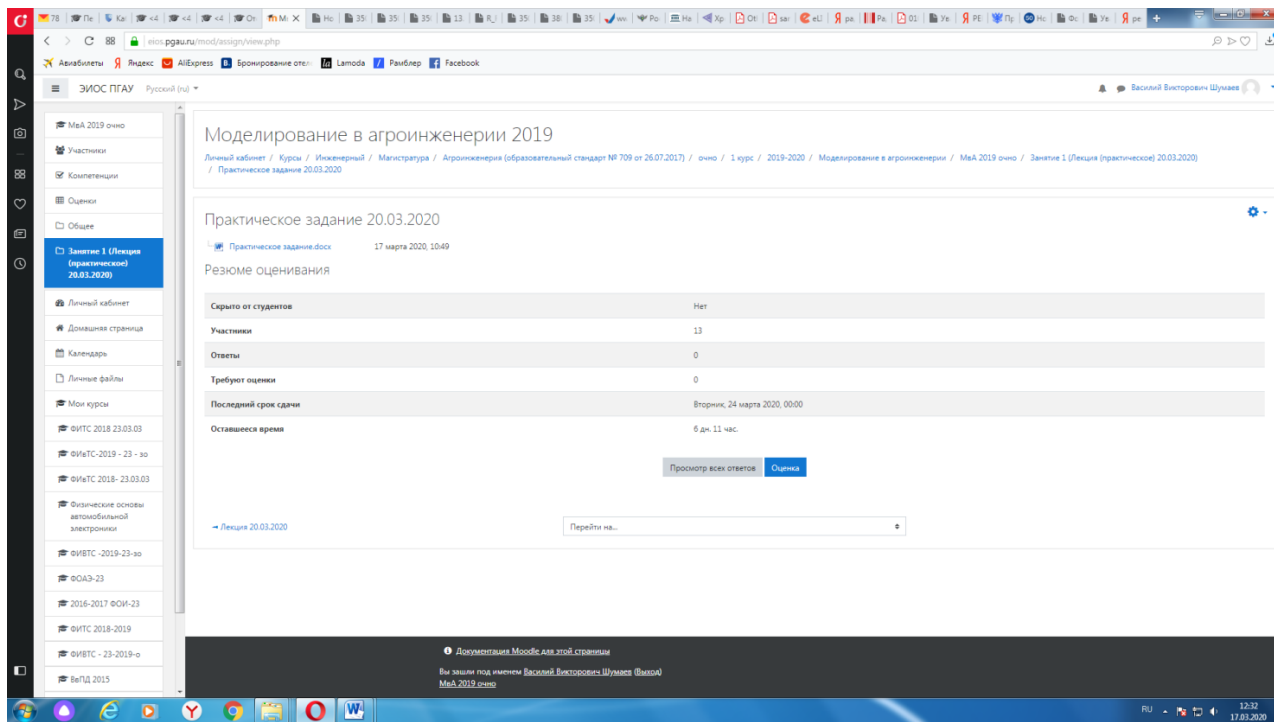 eios.pgau.ru/mod/assign/view.php
Авиабилеты Яндекс AliExpress Бронирование отел Lamoda Рамблер Facebook
ЭИОС ПГАУ Русский (ru)
Василий Викторович Шумаев
МвА 2019 очно
Участники
Компетенции
Оценки
Общее
Занятие 1 (Лекция
(практическое)
20.03.2020)
Личный кабинет
Домашняя страница
Календарь
Личные файлы
Мои курсы
ФИТС 2018 23.03.03
ФИвТС-2019 - 23 - зо
ФИвТС 2018- 23.03.03
Физические основы
автомобильной
электроники
ФИВТС -2019-23-зо
ФОАЭ-23
2016-2017 ФОИ-23
ФИТС 2018-2019
ФИВТС - 23-2019-о
ВвПД 2015
Моделирование в агроинженерии 2019
Личный кабинет / Курсы / Инженерный / Магистратура / Агроинженерия (образовательный стандарт № 709 от 26.07.2017) / очно / 1 курс / 2019-2020 / Моделирование в агроинженерии / МвА 2019 очно / Занятие 1 (Лекция (практическое) 20.03.2020)
/ Практическое задание 20.03.2020
Практическое задание 20.03.2020
Практическое задание.docx 17 марта 2020, 10:49
Резюме оценивания
Скрыто от студентов Нет
Участники 13
Ответы 0
Требуют оценки 0
Последний срок сдачи Вторник, 24 марта 2020, 00:00
Оставшееся время 6 дн. 11 час.
Просмотр всех ответов Оценка
→ Лекция 20.03.2020 Перейти на...
Документация Moodle для этой страницы
Вы зашли под именем Василий Викторович Шумаев (Выход)
МвА 2019 очно
RU 12:32
17.03.2020